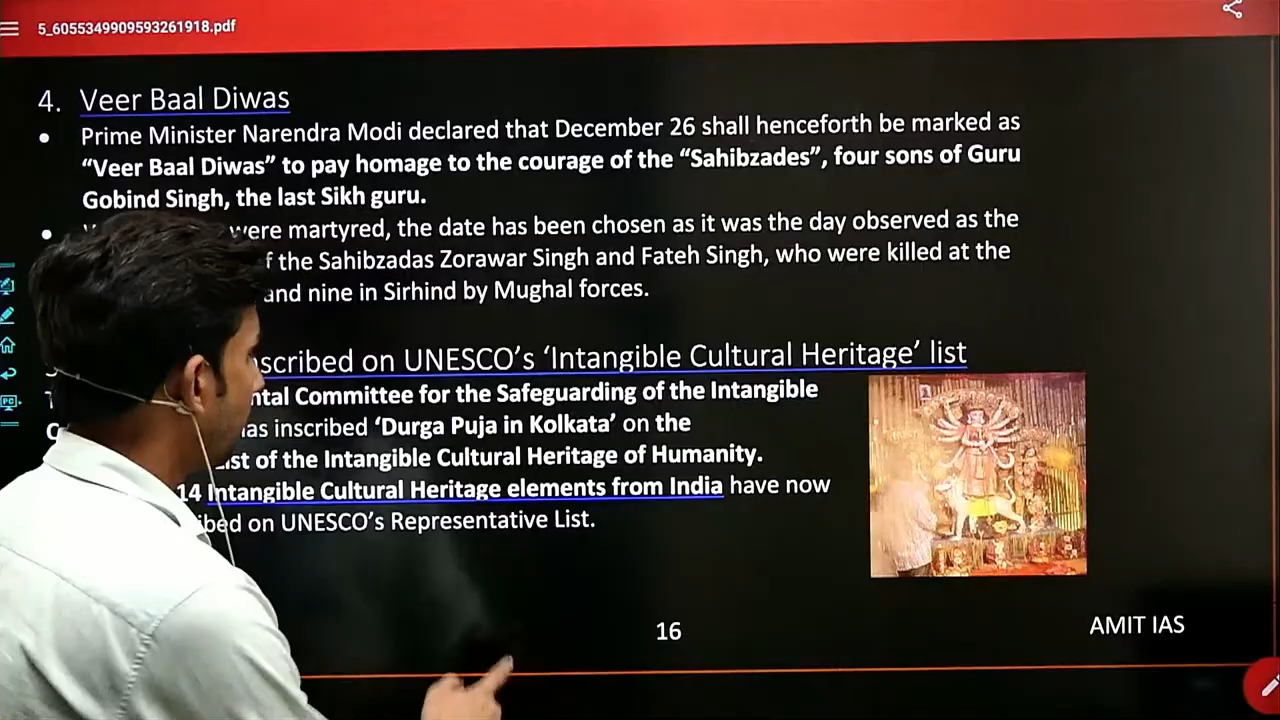 5_6055349909593261918.pdf
4. Veer Baal Diwas
• Prime Minister Narendra Modi declared that December 26 shall henceforth be marked as
“Veer Baal Diwas” to pay homage to the courage of the “Sahibzades”, four sons of Guru
Gobind Singh, the last Sikh guru.
• were martyred, the date has been chosen as it was the day observed as the
the Sahibzadas Zorawar Singh and Fateh Singh, who were killed at the
and nine in Sirhind by Mughal forces.
on UNESCO’s ‘Intangible Cultural Heritage’ list
Committee for the Safeguarding of the Intangible
inscribed ‘Durga Puja in Kolkata’ on the
of the Intangible Cultural Heritage of Humanity.
14 Intangible Cultural Heritage elements from India have now
on UNESCO’s Representative List.
16
AMIT IAS